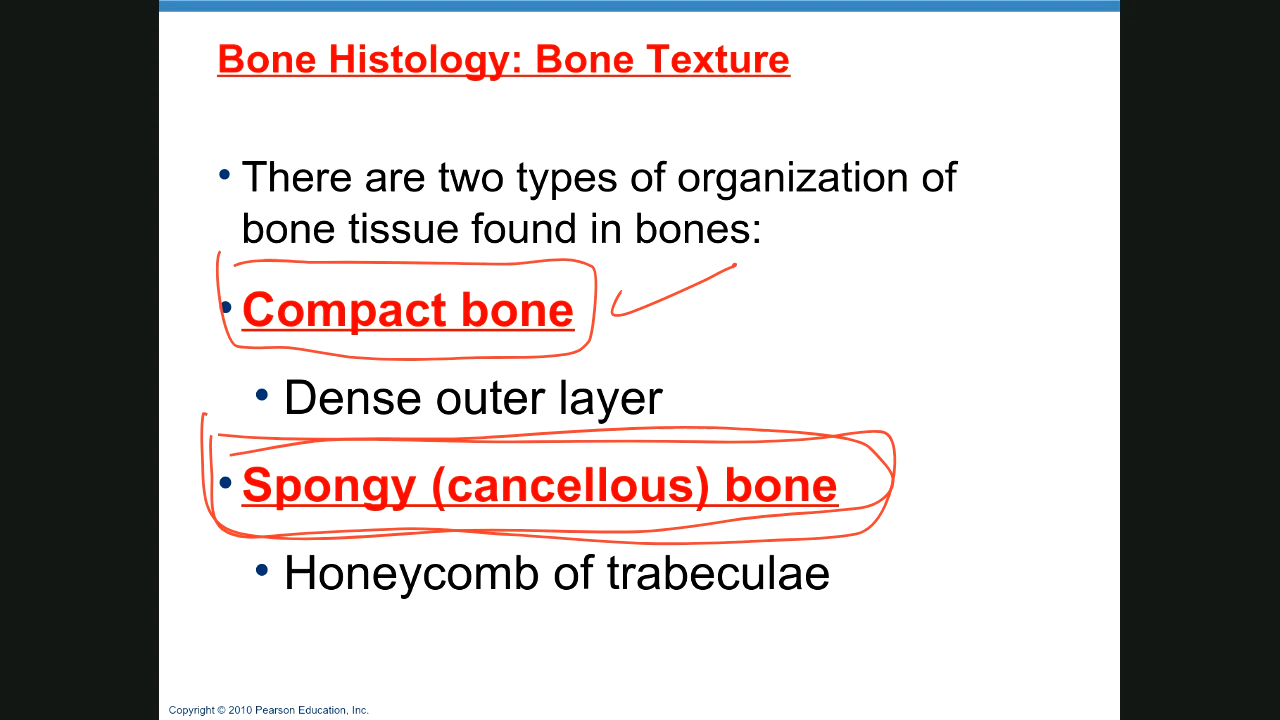 Bone Histology: Bone Texture
• There are two types of organization of
bone tissue found in bones:
• Compact bone
• Dense outer layer
• Spongy (cancellous) bone
• Honeycomb of trabeculae
Copyright © 2010 Pearson Education, Inc.